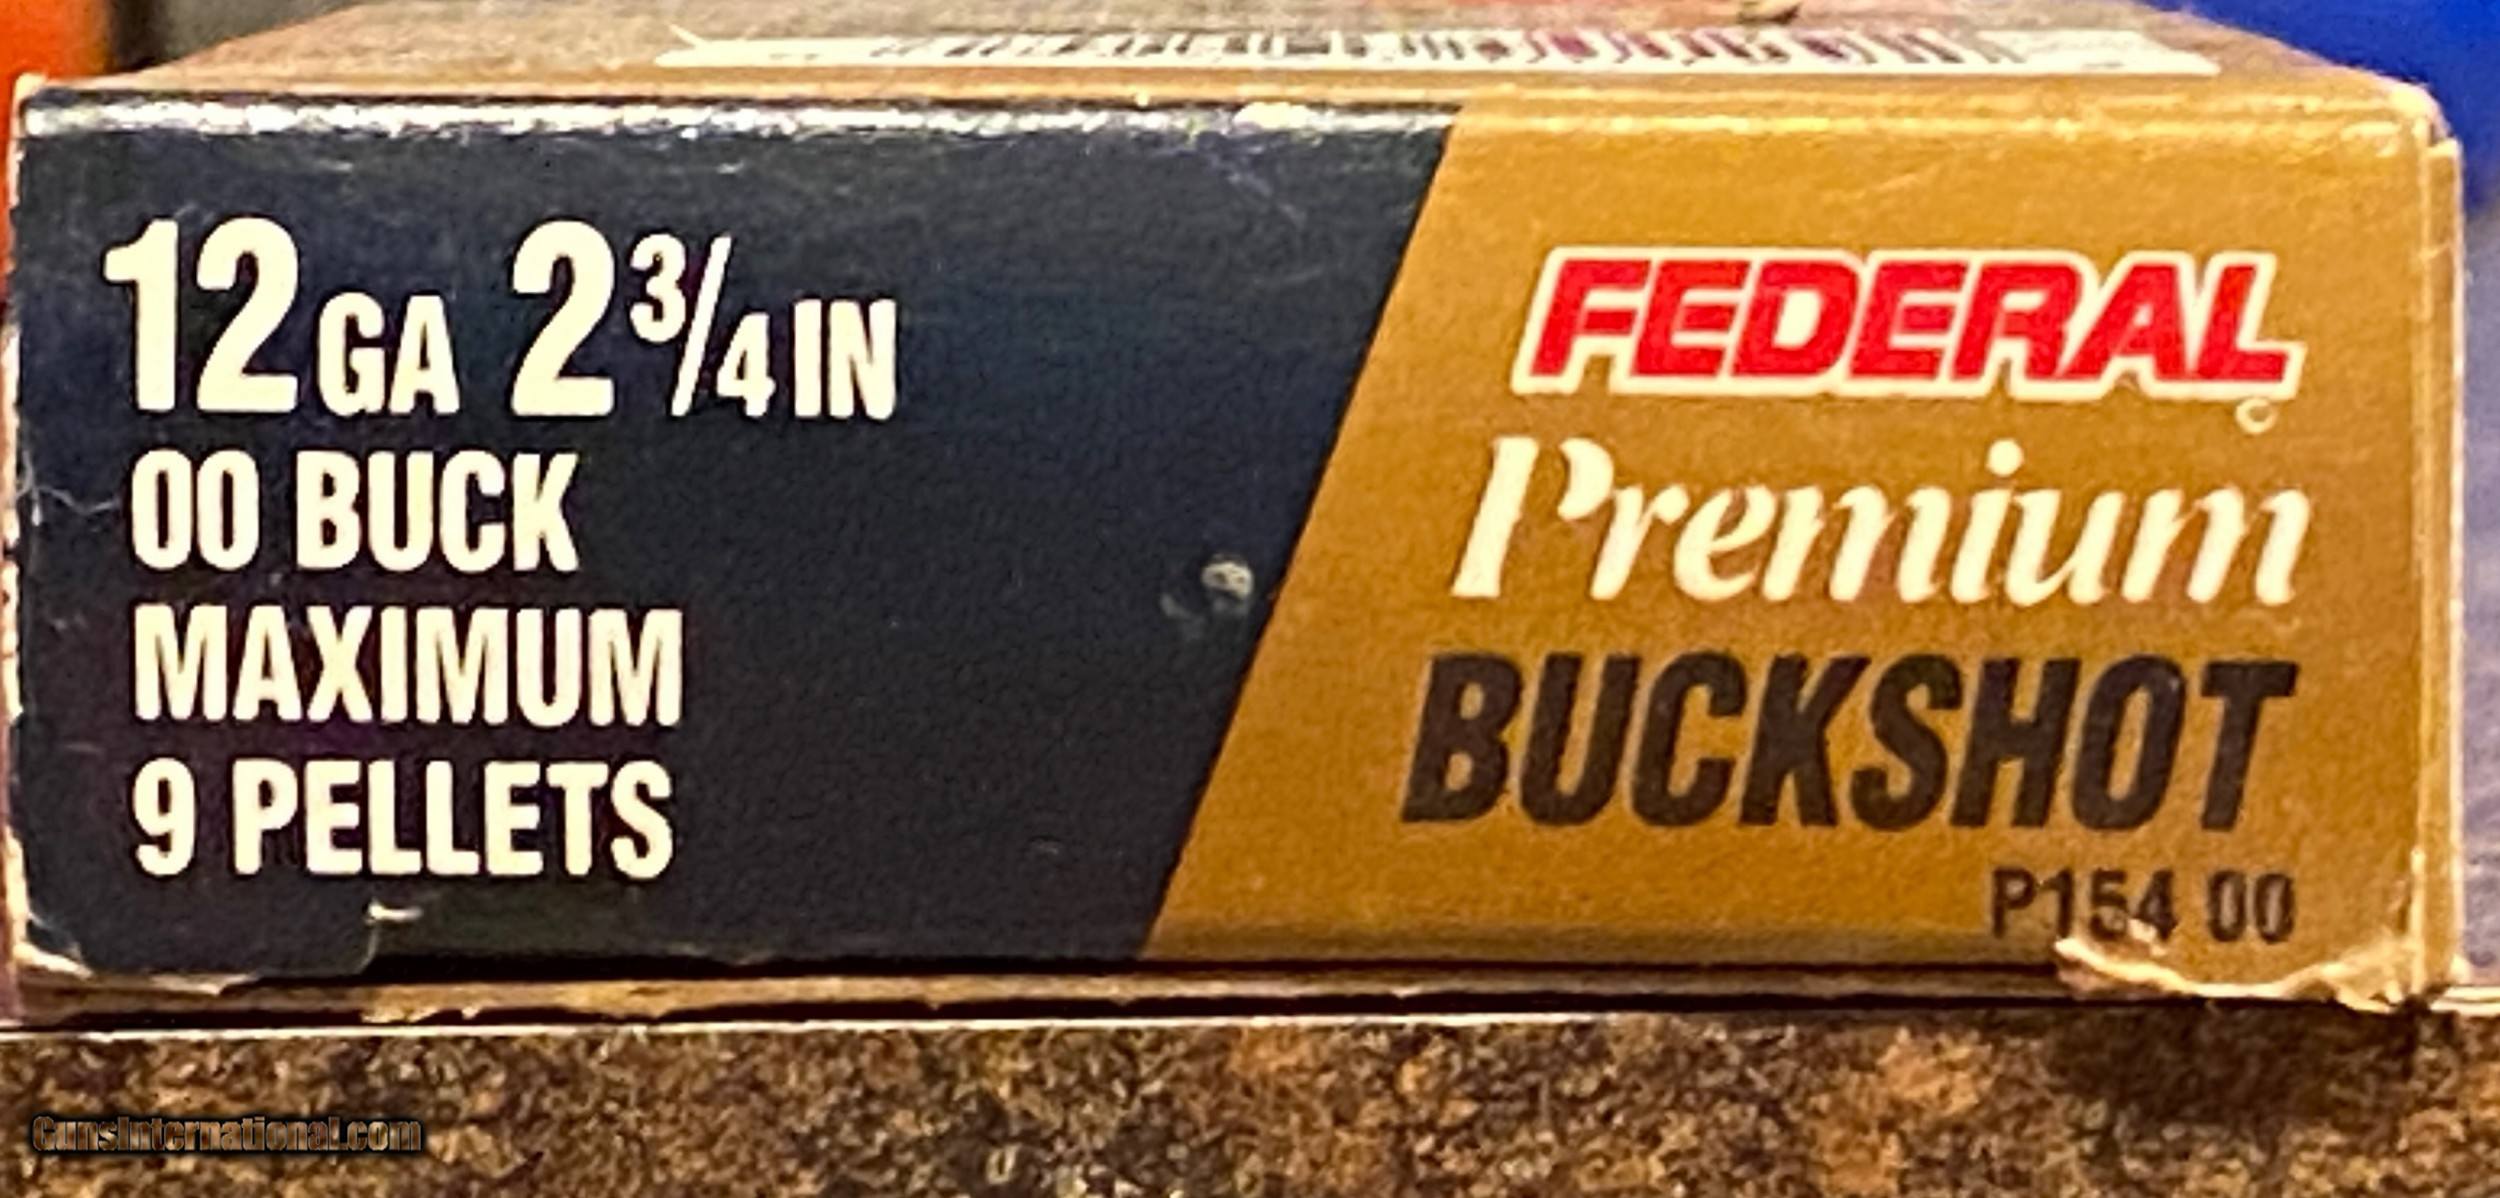 12 GA 2 3/4 IN
00 BUCK
MAXIMUM
9 PELLETS
FEDERAL
Premium
BUCKSHOT
P154 00
GunsInternational.com